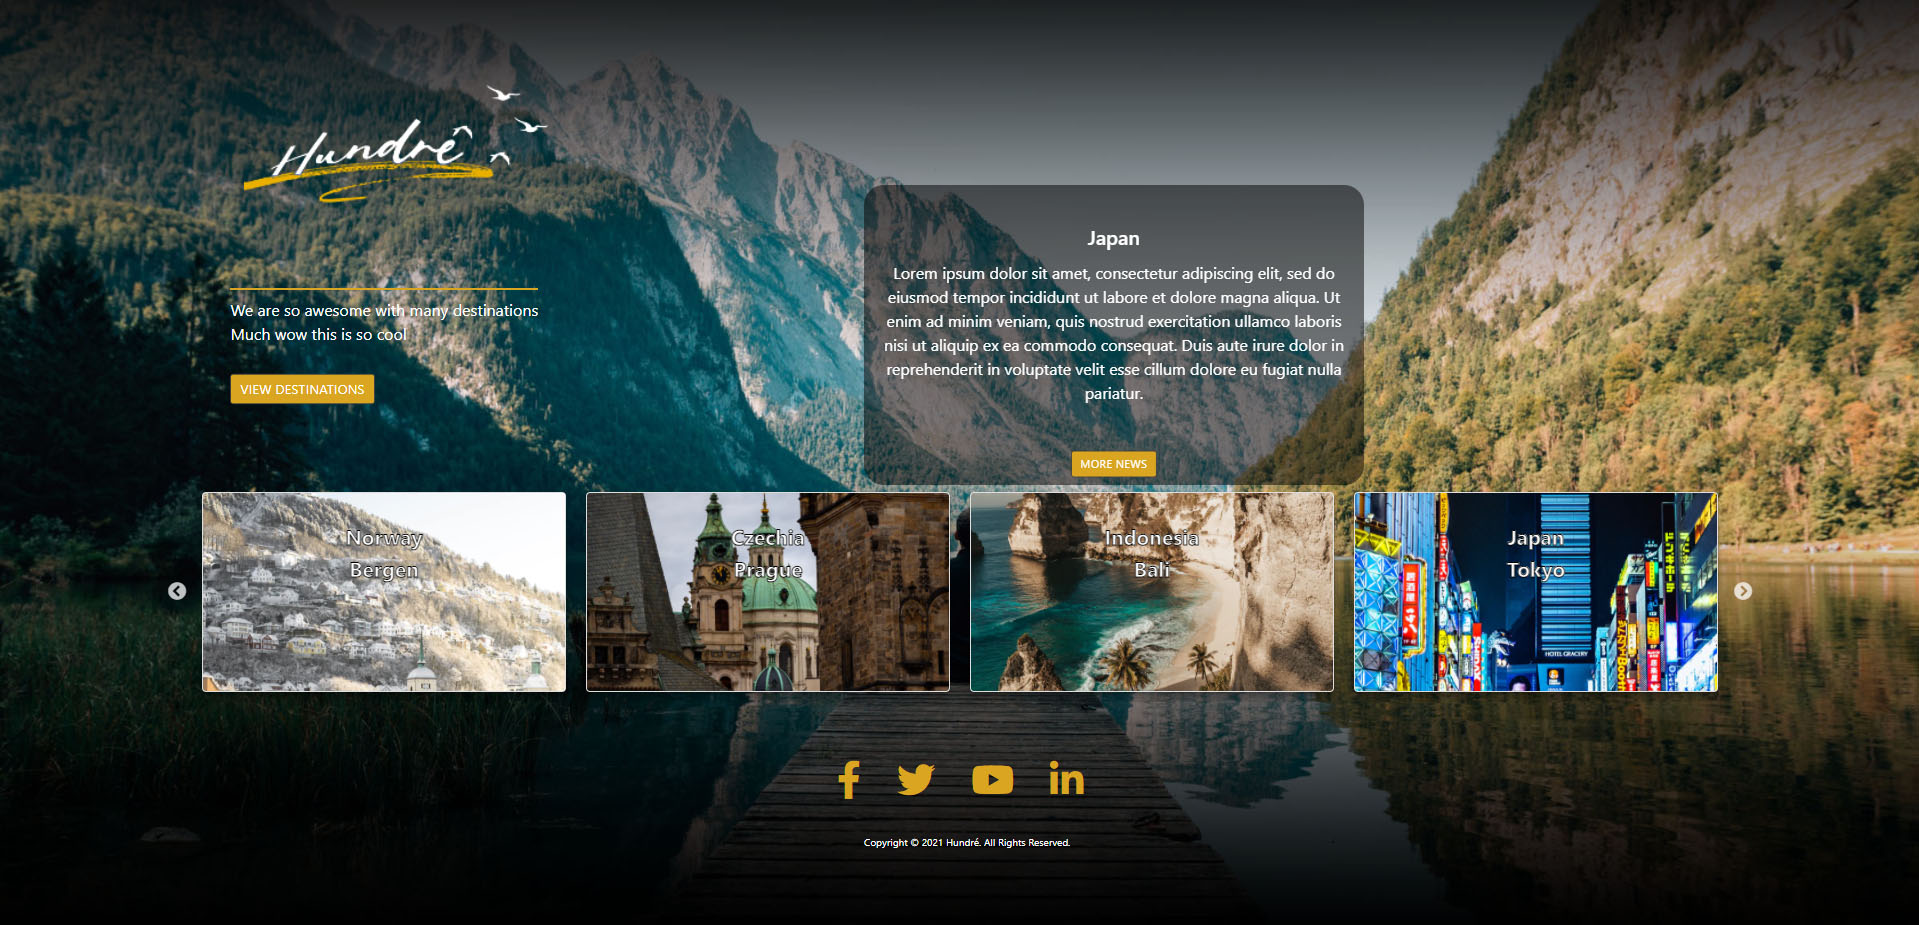 Hundrê
We are so awesome with many destinations
Much wow this is so cool
VIEW DESTINATIONS
Japan
Lorem ipsum dolor sit amet, consectetur adipiscing elit, sed do
eiusmod tempor incididunt ut labore et dolore magna aliqua. Ut
enim ad minim veniam, quis nostrud exercitation ullamco laboris
nisi ut aliquip ex ea commodo consequat. Duis aute irure dolor in
reprehenderit in voluptate velit esse cillum dolore eu fugiat nulla
pariatur.
MORE NEWS
Norway
Bergen
Czechia
Prague
Indonesia
Bali
Japan
Tokyo
HOTEL GRACERY
Copyright © 2021 Hundré. All Rights Reserved.